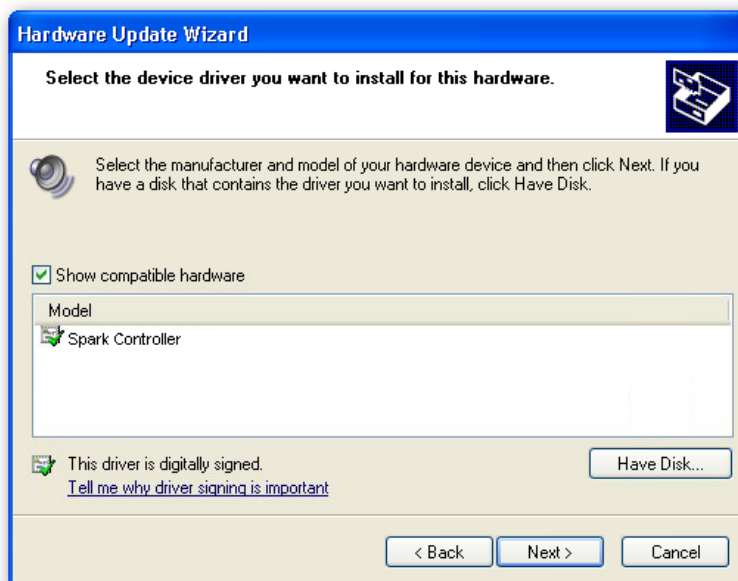 Hardware Update Wizard
Select the device driver you want to install for this hardware.
Select the manufacturer and model of your hardware device and then click Next. If you
have a disk that contains the driver you want to install, click Have Disk.
Show compatible hardware
Model
Spark Controller
This driver is digitally signed.
Have Disk...
Tell me why driver signing is important
< Back
Next >
Cancel